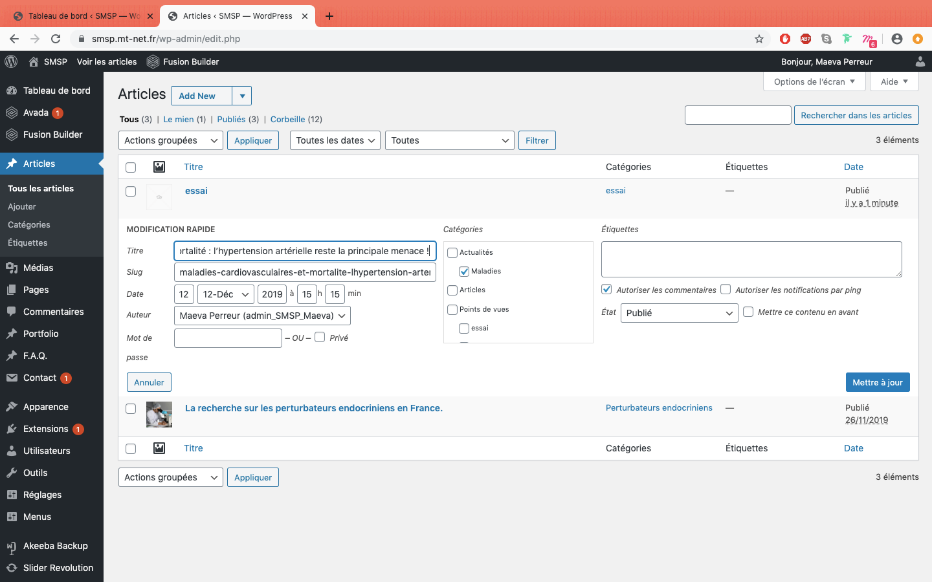 Tableau de bord ‹ SMSP — Wo
Articles ‹ SMSP — WordPress
smsp.mt-net.fr/wp-admin/edit.php
ABP
6
SMSP
Voir les articles
Fusion Builder
Bonjour, Maeva Perreur
Tableau de bord
Avada 1
Fusion Builder
Articles
Tous les articles
Ajouter
Catégories
Étiquettes
Médias
Pages
Commentaires
Portfolio
F.A.Q.
Contact 1
Apparence
Extensions 1
Utilisateurs
Outils
Réglages
Menus
Akeeba Backup
Slider Revolution
Options de l'écran
Aide
Articles
Add New
Tous (3) | Le mien (1) | Publiés (3) | Corbeille (12)
Rechercher dans les articles
Actions groupées
Appliquer
Toutes les dates
Toutes
Filtrer
3 éléments
Titre
Catégories
Étiquettes
Date
essai
essai
—
Publié
il y a 1 minute
MODIFICATION RAPIDE
Titre
rtalité : l'hypertension artérielle reste la principale menace !
Slug
maladies-cardiovasculaires-et-mortalite-lhypertension-arter
Date
12 12-Déc 2019 à 15 h 15 min
Auteur
Maeva Perreur (admin_SMSP_Maeva)
Mot de passe
– OU – Privé
Catégories
Actualités
Maladies
Articles
Points de vues
essai
Étiquettes
Autoriser les commentaires
Autoriser les notifications par ping
État
Publié
Mettre ce contenu en avant
Annuler
Mettre à jour
La recherche sur les perturbateurs endocriniens en France.
Perturbateurs endocriniens
—
Publié
26/11/2019
Titre
Catégories
Étiquettes
Date
Actions groupées
Appliquer
3 éléments